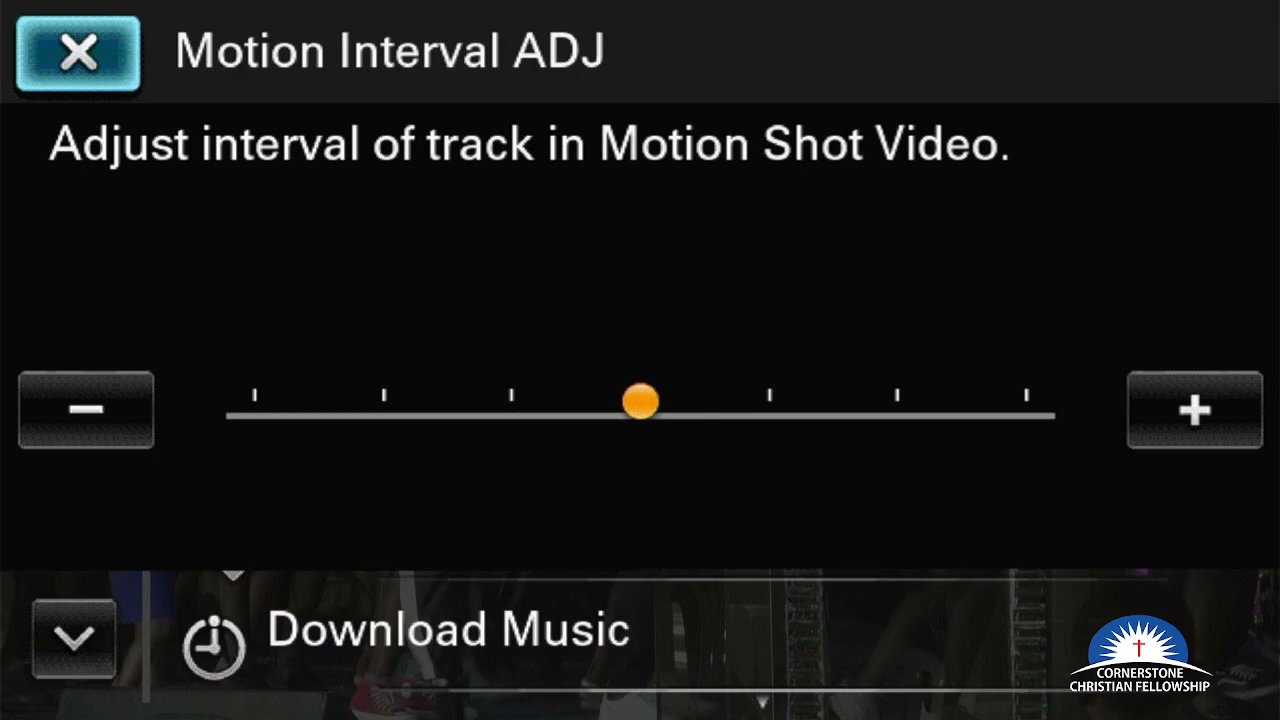 Motion Interval ADJ
Adjust interval of track in Motion Shot Video.
Download Music
CORNERSTONE
CHRISTIAN FELLOWSHIP